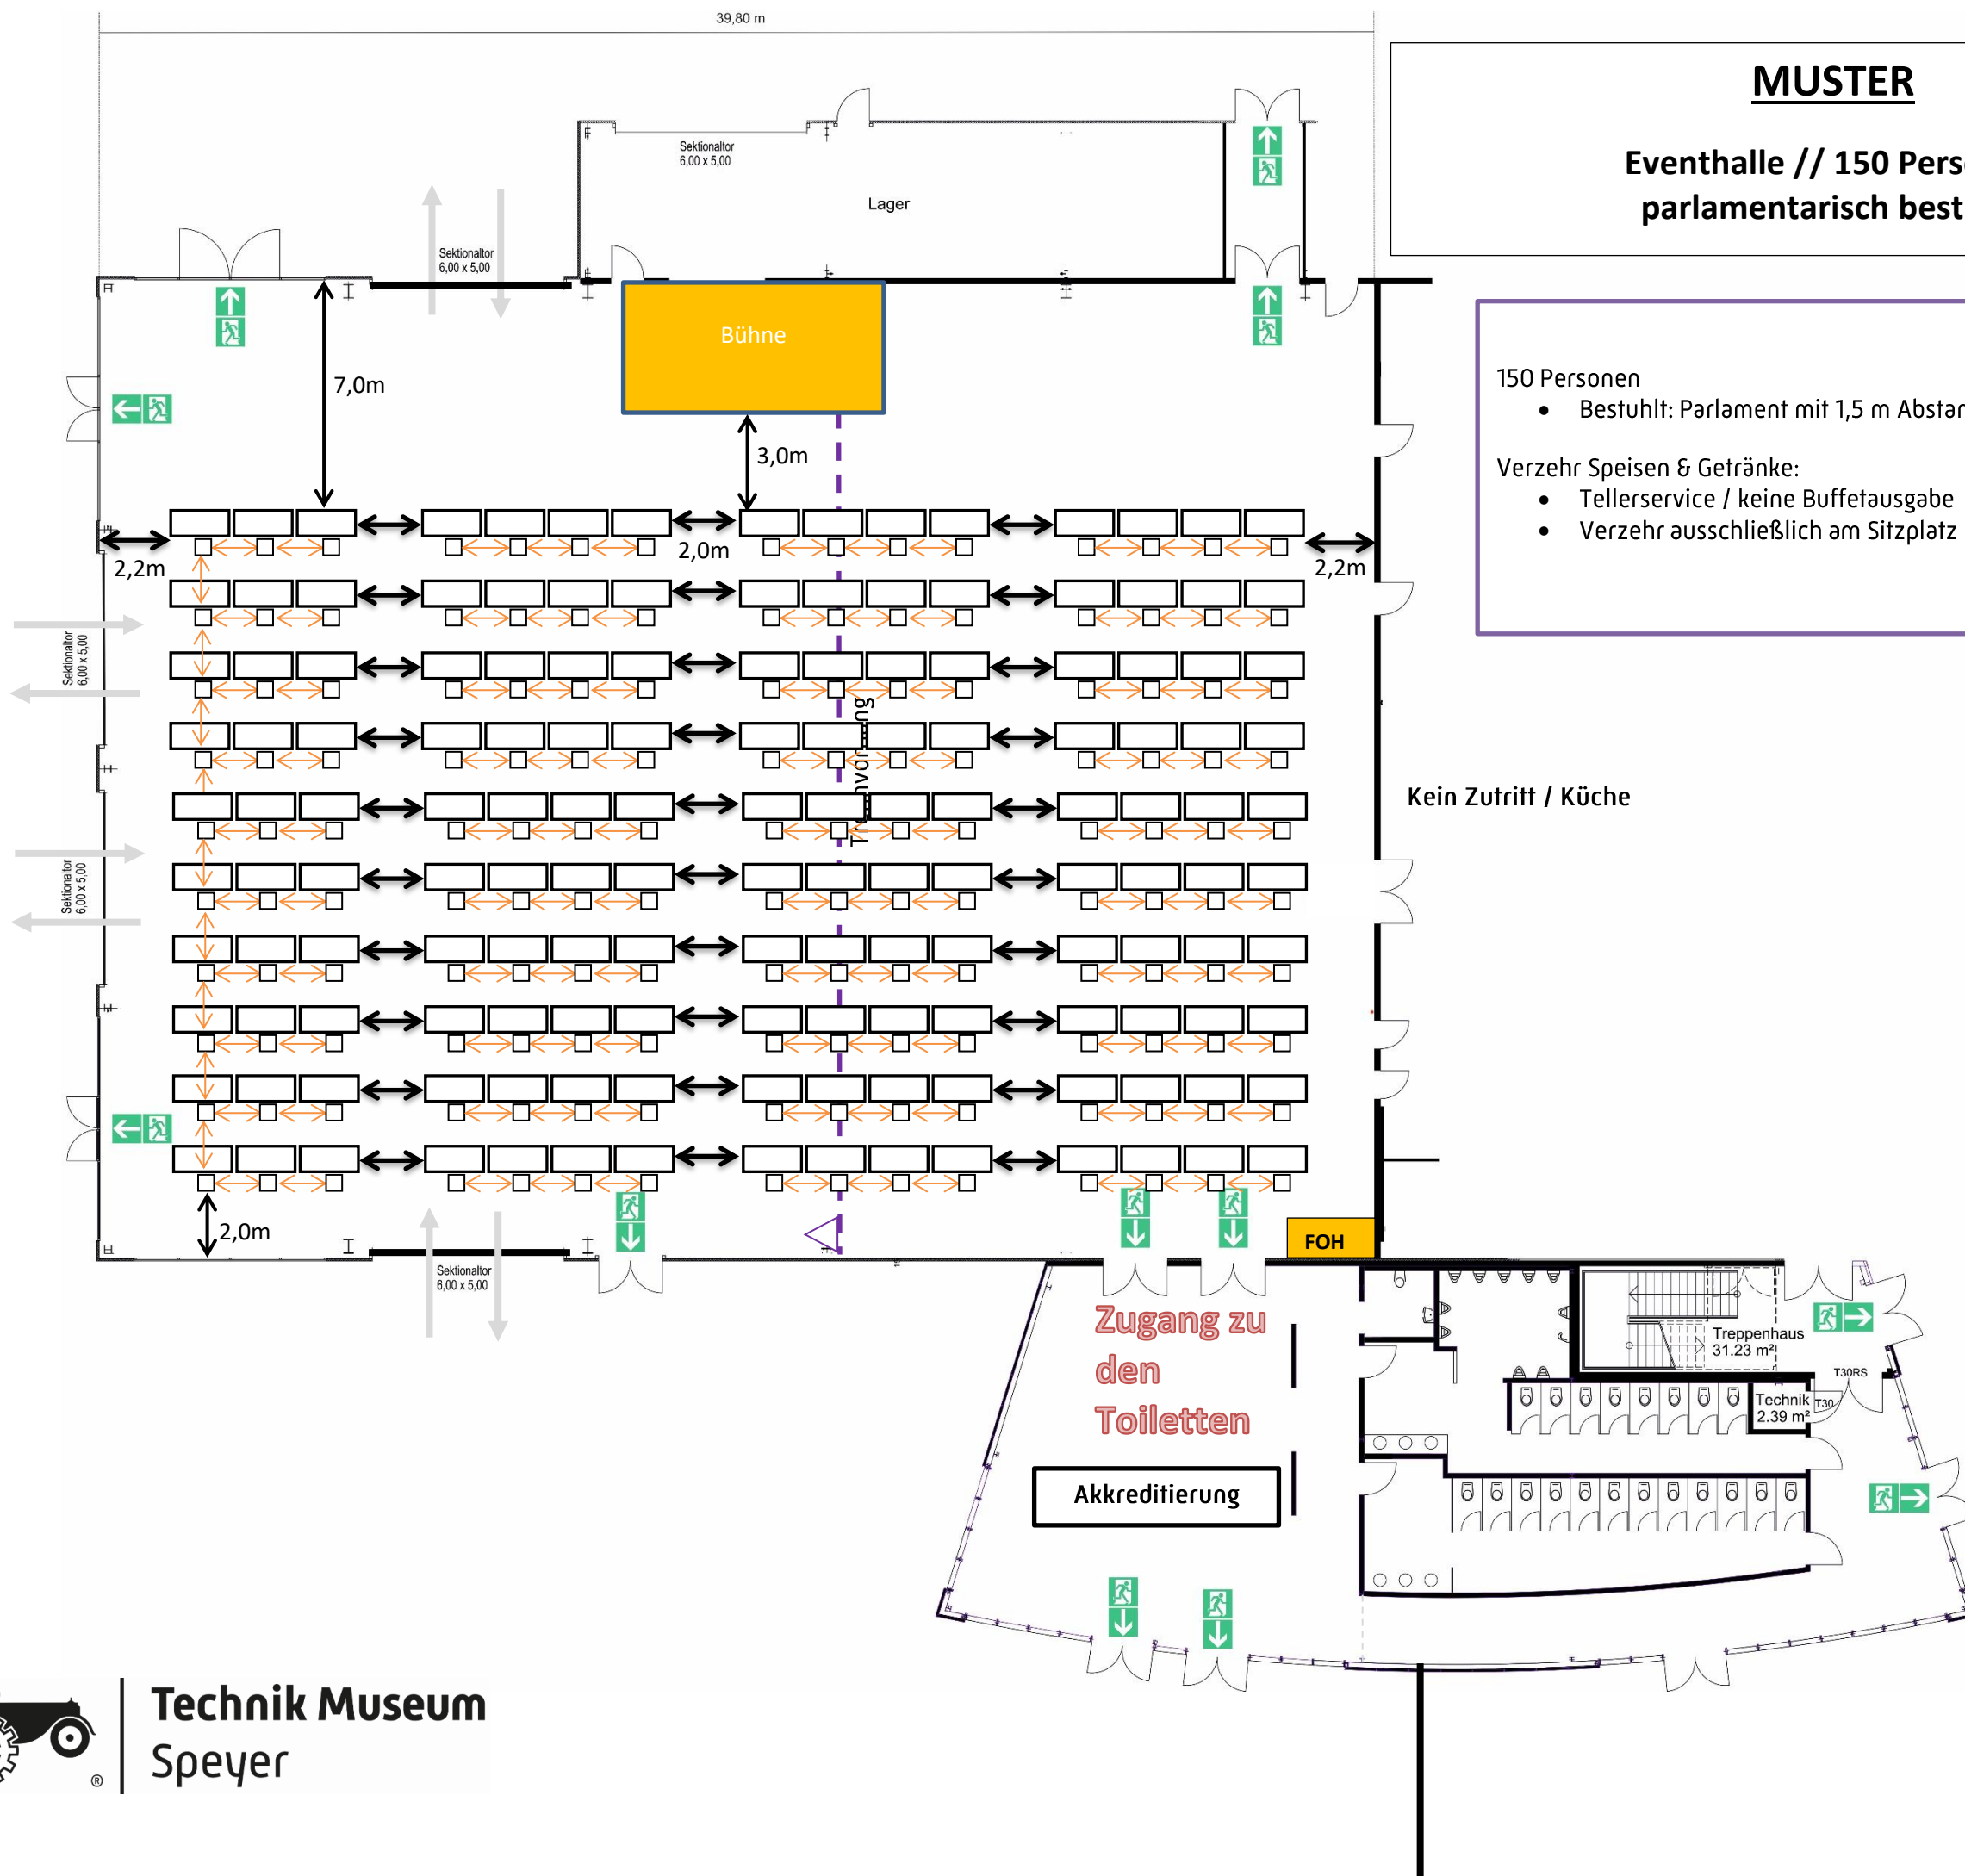 39,80 m
MUSTER
Eventhalle // 150 Pers
parlamentarisch best
Sektionaltor
6,00 x 5,00
Lager
Sektionaltor
6,00 x 5,00
Bühne
7,0m
3,0m
150 Personen
• Bestuhlt: Parlament mit 1,5 m Abstan
Verzehr Speisen & Getränke:
• Tellerservice / keine Buffetausgabe
• Verzehr ausschließlich am Sitzplatz
2,2m
2,0m
2,2m
Sektionaltor
6,00 x 5,00
Trennvorhang
Kein Zutritt / Küche
Sektionaltor
6,00 x 5,00
2,0m
FOH
Sektionaltor
6,00 x 5,00
Zugang zu
den
Toiletten
Akkreditierung
Treppenhaus
31.23 m²
T30RS
Technik
2.39 m²
T30
Technik Museum
Speyer
®